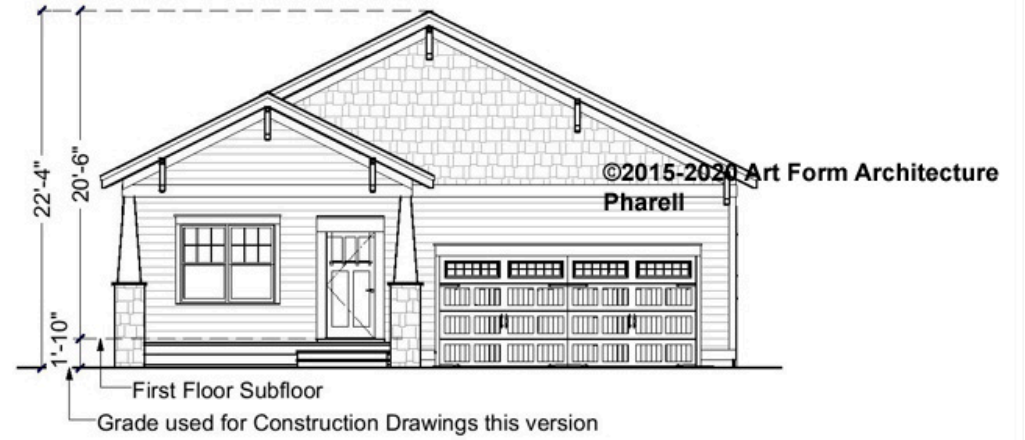 22'-4"
20'-6"
1'-10"
©2015-2020 Art Form Architecture
Pharell
First Floor Subfloor
Grade used for Construction Drawings this version